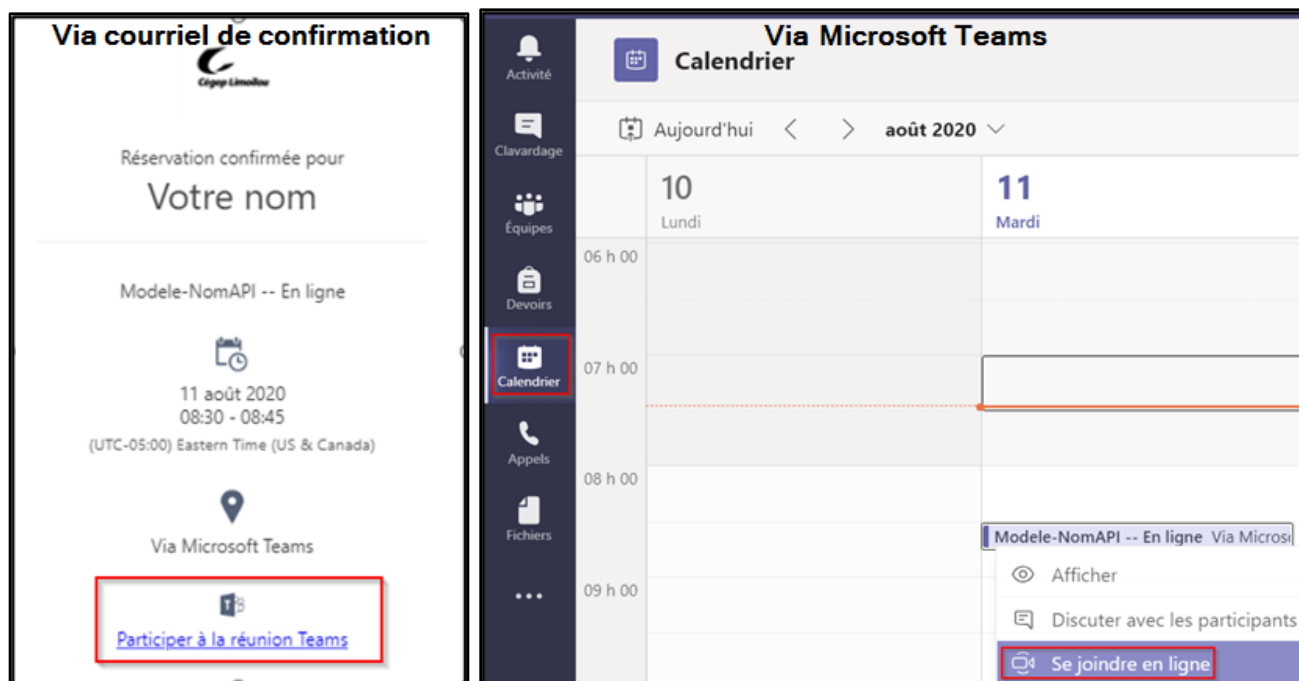 Via courriel de confirmation
Cégep Limoilou
Réservation confirmée pour
Votre nom
Modele-NomAPI -- En ligne
11 août 2020
08:30 - 08:45
(UTC-05:00) Eastern Time (US & Canada)
Via Microsoft Teams
Participer à la réunion Teams
Via Microsoft Teams
Activité
Clavardage
Équipes
Devoirs
Calendrier
Appels
Fichiers
Calendrier
Aujourd'hui
août 2020
10
Lundi
11
Mardi
06 h 00
07 h 00
08 h 00
09 h 00
Modele-NomAPI -- En ligne Via Micros
Afficher
Discuter avec les participants
Se joindre en ligne